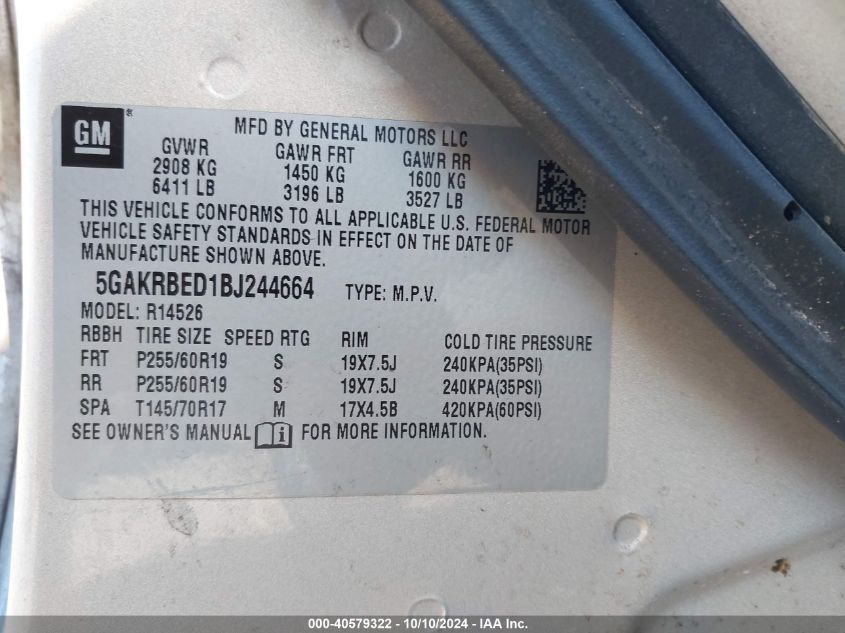 GM®
MFD BY GENERAL MOTORS LLC
GVWR GAWR FRT GAWR RR
2908 KG 1450 KG 1600 KG
6411 LB 3196 LB 3527 LB
THIS VEHICLE CONFORMS TO ALL APPLICABLE U.S. FEDERAL MOTOR
VEHICLE SAFETY STANDARDS IN EFFECT ON THE DATE OF
MANUFACTURE SHOWN ABOVE.
5GAKRBED1BJ244664 TYPE: M.P.V.
MODEL: R14526
RBBH TIRE SIZE SPEED RTG RIM COLD TIRE PRESSURE
FRT P255/60R19 S 19X7.5J 240KPA(35PSI)
RR P255/60R19 S 19X7.5J 240KPA(35PSI)
SPA T145/70R17 M 17X4.5B 420KPA(60PSI)
SEE OWNER'S MANUAL i FOR MORE INFORMATION.
000-40579322 - 10/10/2024 - IAA Inc.